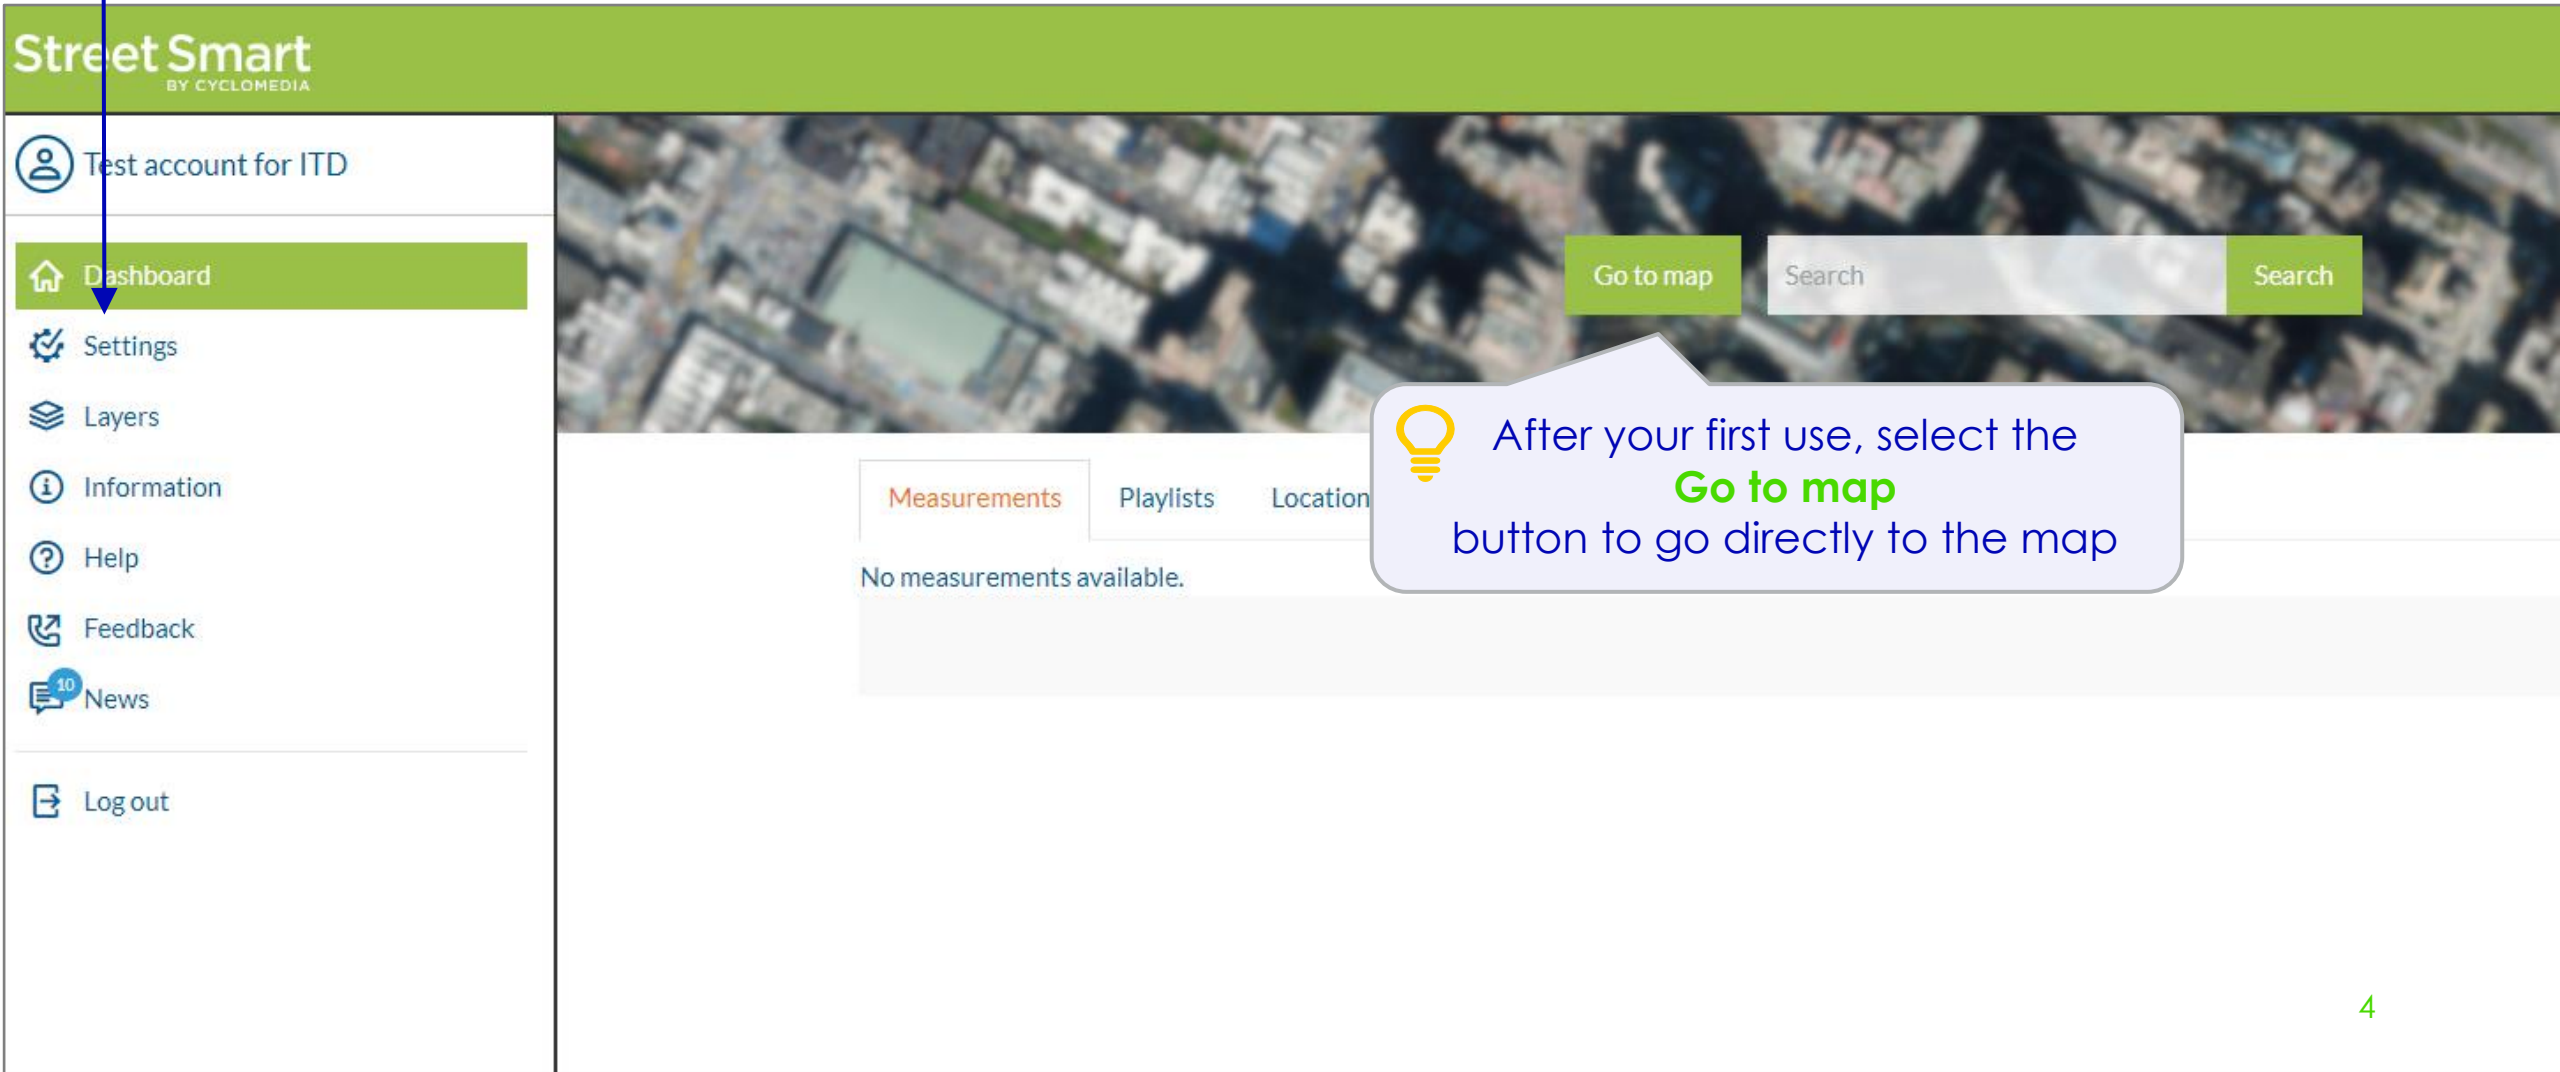 Street Smart
BY CYCLOMEDIA
Test account for ITD
Dashboard
Settings
Layers
Information
Help
Feedback
10
News
Log out
Go to map
Search
Search
After your first use, select the
Go to map
button to go directly to the map
Measurements
Playlists
Location
No measurements available.
4